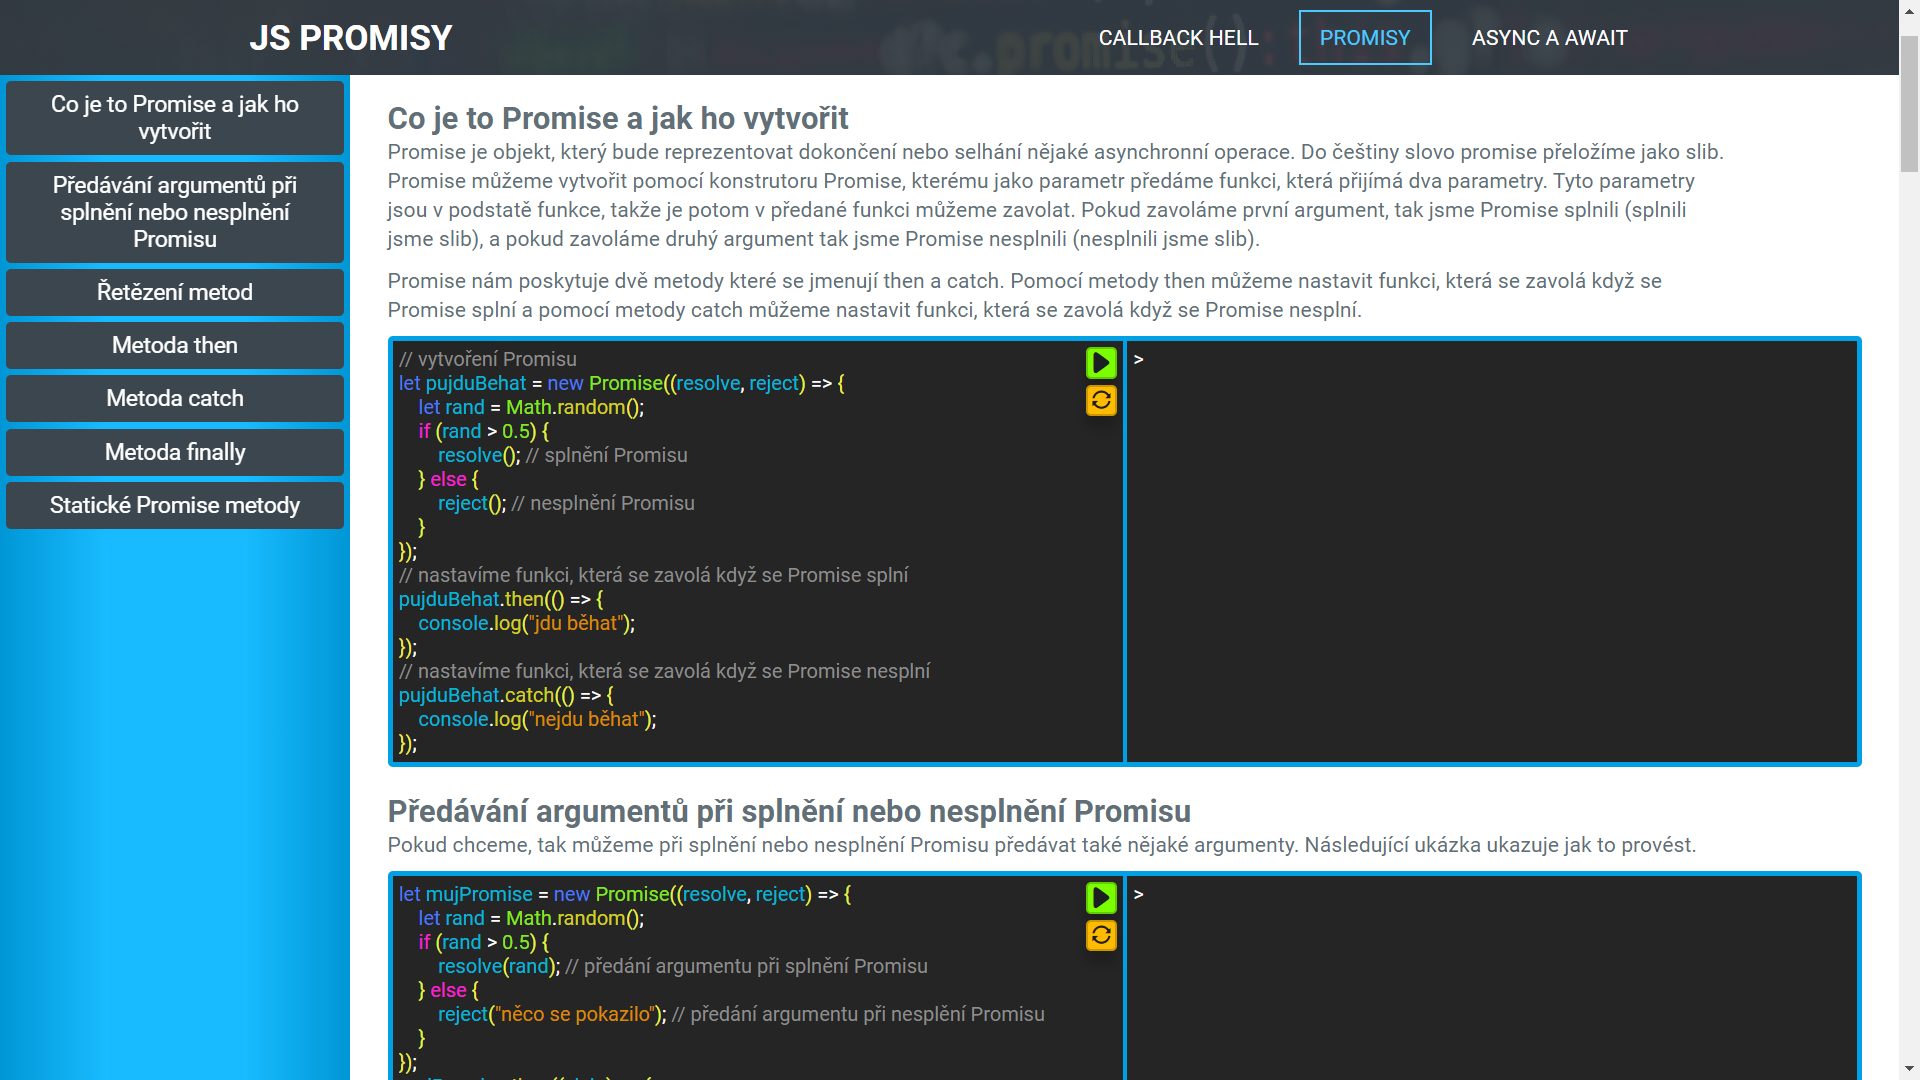 JS PROMISY
CALLBACK HELL
PROMISY
ASYNC A AWAIT
Co je to Promise a jak ho
vytvořit
Předávání argumentů při
splnění nebo nesplnění
Promisu
Řetězení metod
Metoda then
Metoda catch
Metoda finally
Statické Promise metody
Co je to Promise a jak ho vytvořit
Promise je objekt, který bude reprezentovat dokončení nebo selhání nějaké asynchronní operace. Do češtiny slovo promise přeložíme jako slib.
Promise můžeme vytvořit pomocí konstrutoru Promise, kterému jako parametr předáme funkci, která přijímá dva parametry. Tyto parametry
jsou v podstatě funkce, takže je potom v předané funkci můžeme zavolat. Pokud zavoláme první argument, tak jsme Promise splnili (splnili
jsme slib), a pokud zavoláme druhý argument tak jsme Promise nesplnili (nesplnili jsme slib).
Promise nám poskytuje dvě metody které se jmenují then a catch. Pomocí metody then můžeme nastavit funkci, která se zavolá když se
Promise splní a pomocí metody catch můžeme nastavit funkci, která se zavolá když se Promise nesplní.
// vytvoření Promisu
let pujduBehat = new Promise((resolve, reject) => {
    let rand = Math.random();
    if (rand > 0.5) {
        resolve(); // splnění Promisu
    } else {
        reject(); // nesplnění Promisu
    }
});
// nastavíme funkci, která se zavolá když se Promise splní
pujduBehat.then(() => {
    console.log("jdu běhat");
});
// nastavíme funkci, která se zavolá když se Promise nesplní
pujduBehat.catch(() => {
    console.log("nejdu běhat");
});
>
Předávání argumentů při splnění nebo nesplnění Promisu
Pokud chceme, tak můžeme při splnění nebo nesplnění Promisu předávat také nějaké argumenty. Následující ukázka ukazuje jak to provést.
let mujPromise = new Promise((resolve, reject) => {
    let rand = Math.random();
    if (rand > 0.5) {
        resolve(rand); // předání argumentu při splnění Promisu
    } else {
        reject("něco se pokazilo"); // předání argumentu při nesplění Promisu
    }
});
>